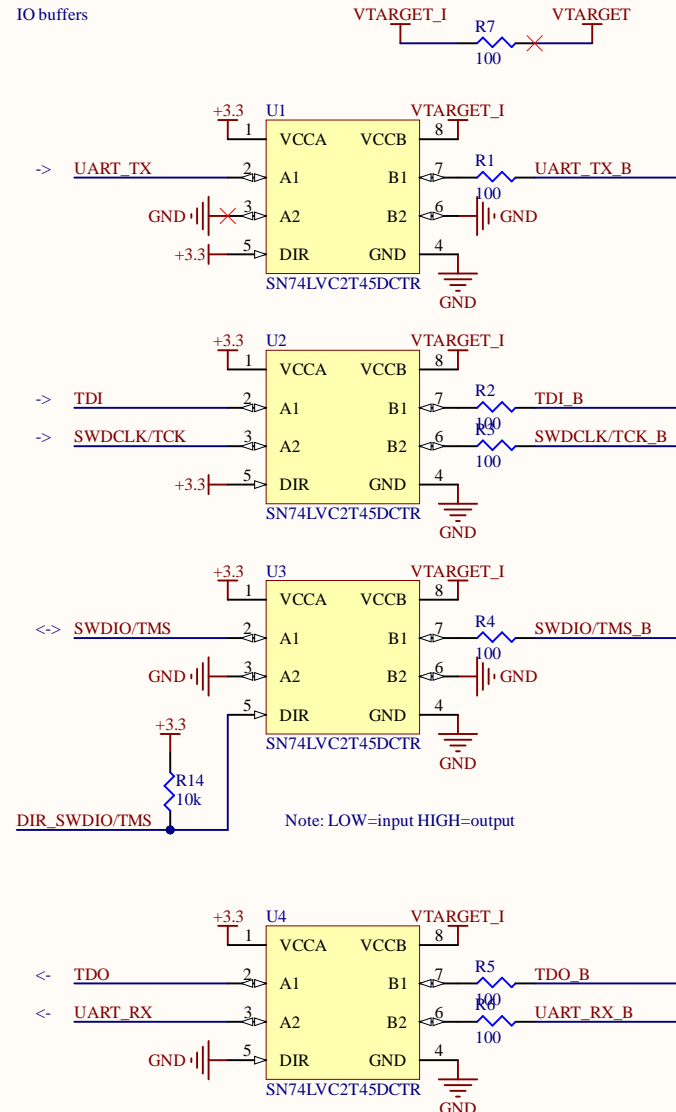 IO buffers
VTARGET_I
VTARGET
R7
100
+3.3
U1
VTARGET_I
1
VCCA
VCCB
8
->
UART_TX
2
A1
B1
7
R1
100
UART_TX_B
GND
3
A2
B2
6
GND
+3.3
5
DIR
GND
4
SN74LVC2T45DCTR
GND
+3.3
U2
VTARGET_I
1
VCCA
VCCB
8
->
TDI
2
A1
B1
7
R2
100
TDI_B
->
SWDCLK/TCK
3
A2
B2
6
R3
100
SWDCLK/TCK_B
+3.3
5
DIR
GND
4
SN74LVC2T45DCTR
GND
+3.3
U3
VTARGET_I
1
VCCA
VCCB
8
<->
SWDIO/TMS
2
A1
B1
7
R4
100
SWDIO/TMS_B
GND
3
A2
B2
6
GND
5
DIR
GND
4
SN74LVC2T45DCTR
GND
+3.3
R14
10k
DIR_SWDIO/TMS
Note: LOW=input HIGH=output
+3.3
U4
VTARGET_I
1
VCCA
VCCB
8
<-
TDO
2
A1
B1
7
R5
100
TDO_B
<-
UART_RX
3
A2
B2
6
R6
100
UART_RX_B
GND
5
DIR
GND
4
SN74LVC2T45DCTR
GND